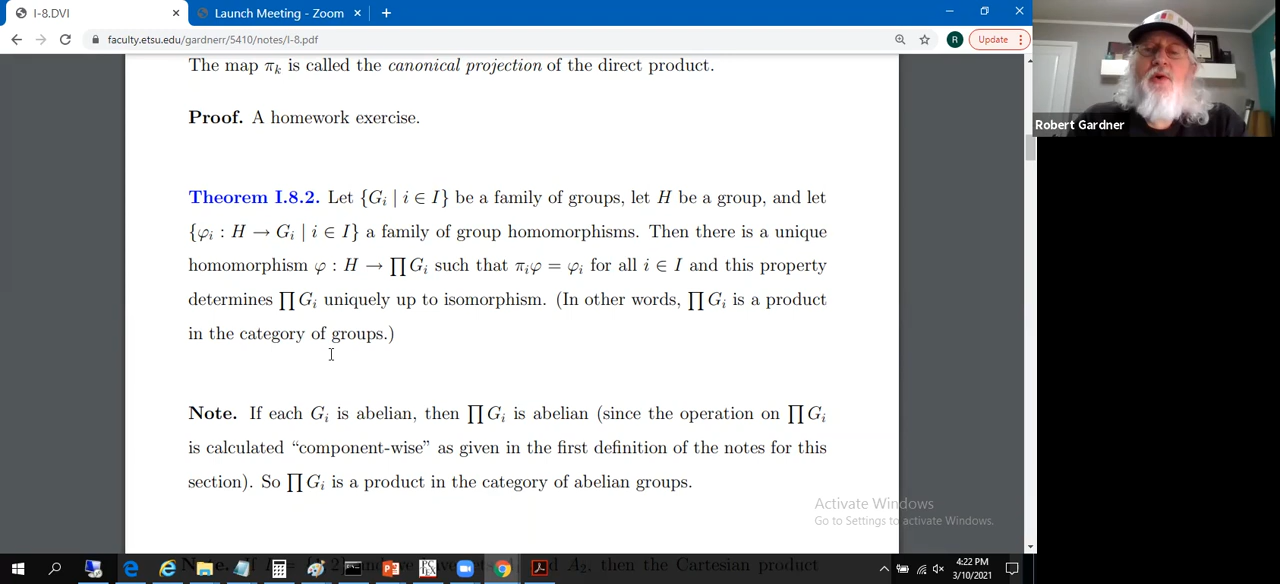 I-8.DVI
Launch Meeting - Zoom
faculty.etsu.edu/gardnerr/5410/notes/I-8.pdf
R
Update
The map πk is called the canonical projection of the direct product.
Proof. A homework exercise.
Theorem I.8.2. Let {Gi | i ∈ I} be a family of groups, let H be a group, and let
{φi : H → Gi | i ∈ I} a family of group homomorphisms. Then there is a unique
homomorphism φ : H → ∏ Gi such that πiφ = φi for all i ∈ I and this property
determines ∏ Gi uniquely up to isomorphism. (In other words, ∏ Gi is a product
in the category of groups.)
Note. If each Gi is abelian, then ∏ Gi is abelian (since the operation on ∏ Gi
is calculated “component-wise” as given in the first definition of the notes for this
section). So ∏ Gi is a product in the category of abelian groups.
Robert Gardner
Activate Windows
Go to Settings to activate Windows.
then the Cartesian product
4:22 PM
3/10/2021